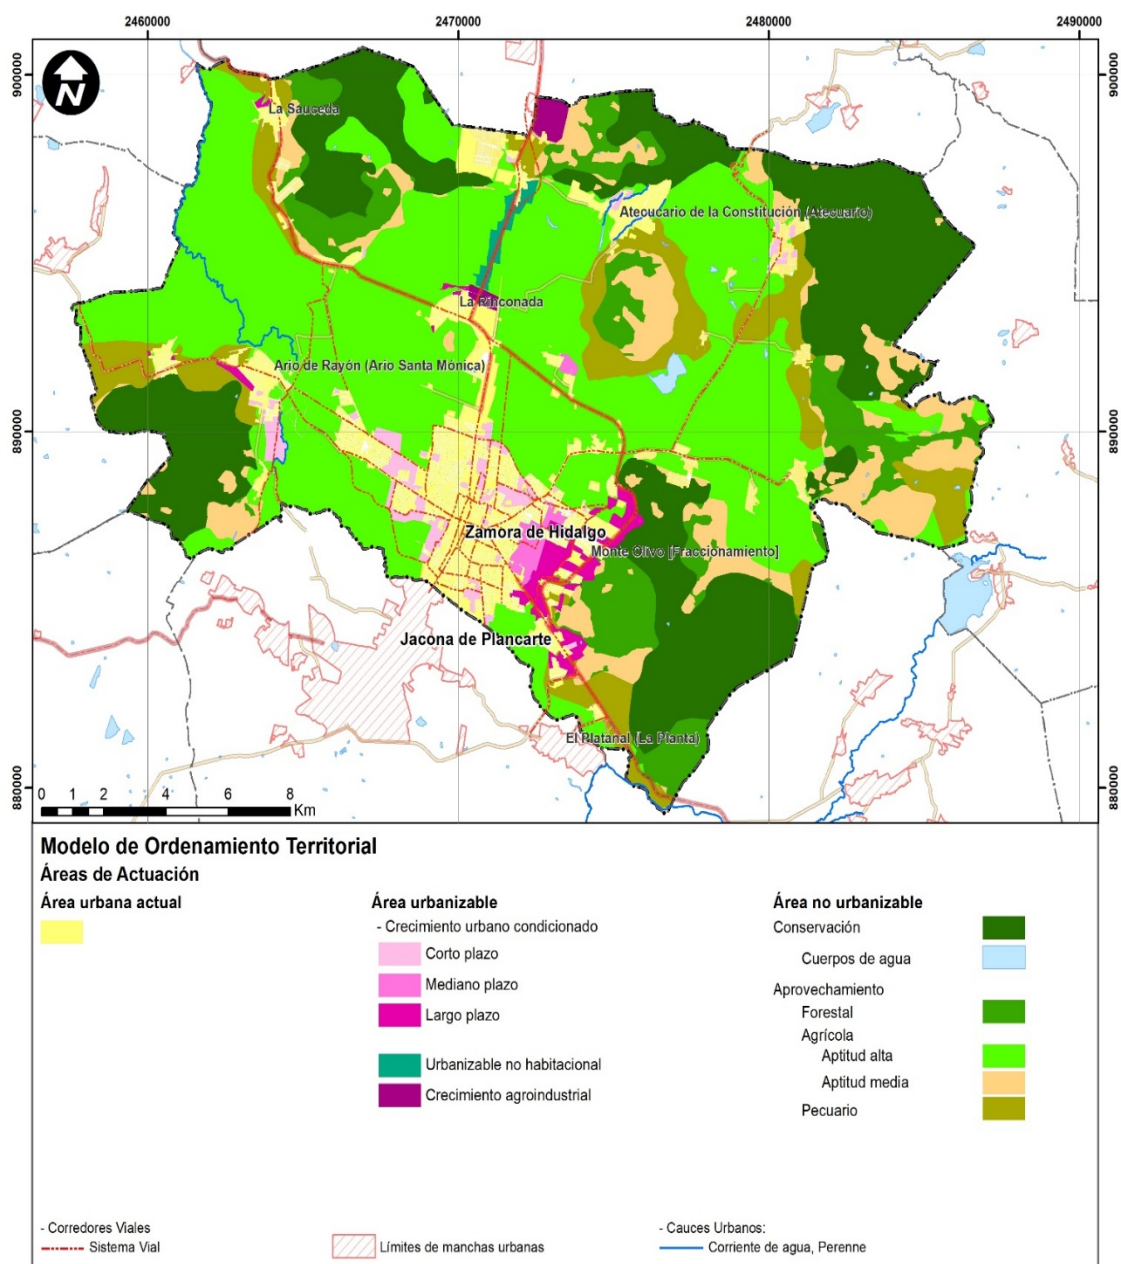 2460000 2470000 2480000 2490000
900000 900000
N
La Sauceda
Atecucario de la Constitución (Atecuario)
La Rinconada
Ario de Rayón (Ario Santa Mónica)
890000 890000
Zamora de Hidalgo
Monte Olivo [Fraccionamiento]
Jacona de Plancarte
El Platanal (La Planta)
880000 880000
0 1 2 4 6 8
Km
Modelo de Ordenamiento Territorial
Áreas de Actuación
Área urbana actual
Área urbanizable
- Crecimiento urbano condicionado
Corto plazo
Mediano plazo
Largo plazo
Urbanizable no habitacional
Crecimiento agroindustrial
Área no urbanizable
Conservación
Cuerpos de agua
Aprovechamiento
Forestal
Agrícola
Aptitud alta
Aptitud media
Pecuario
- Corredores Viales
Sistema Vial
Límites de manchas urbanas
- Cauces Urbanos:
Corriente de agua, Perenne